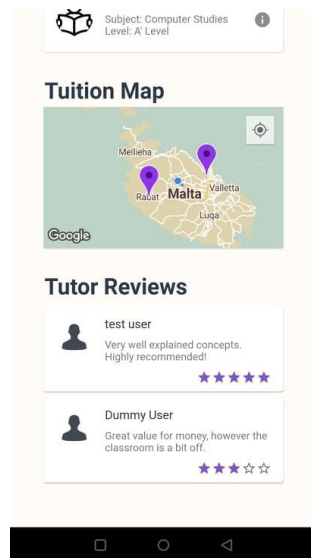 Subject: Computer Studies
Level: A' Level
Tuition Map
Mellieha
Rabat
Malta
Valletta
Luqa
Google
Tutor Reviews
test user
Very well explained concepts.
Highly recommended!
Dummy User
Great value for money, however the
classroom is a bit off.